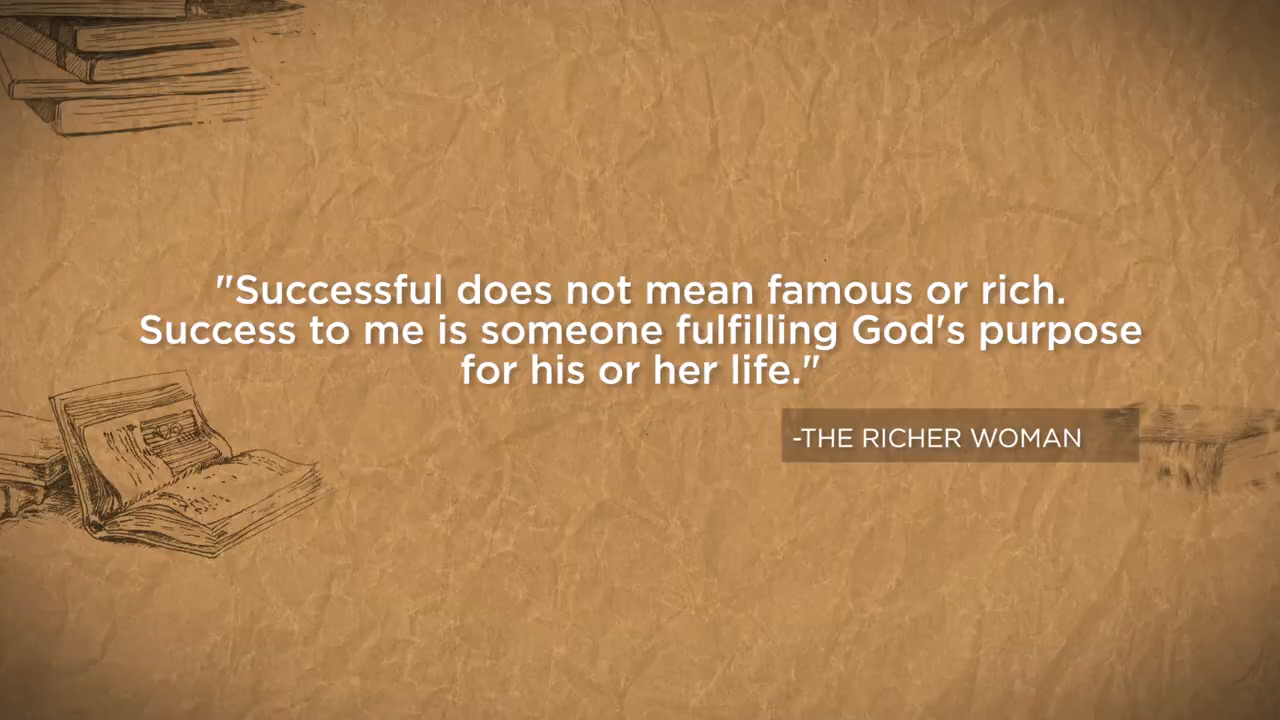 "Successful does not mean famous or rich.
Success to me is someone fulfilling God's purpose
for his or her life."
-THE RICHER WOMAN